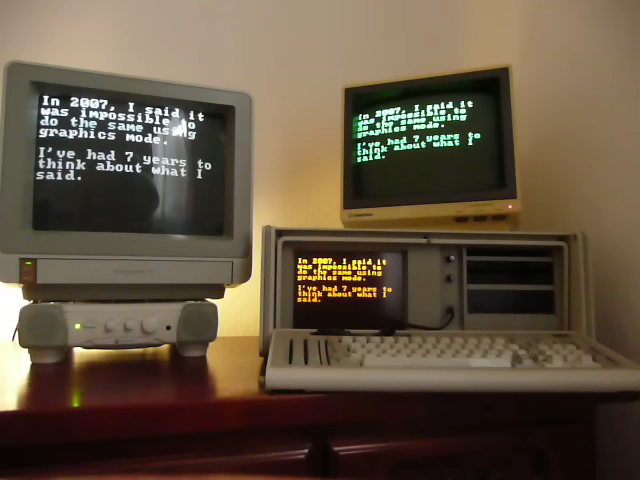 In 2007, I said it
was impossible to
do the same using
graphics mode.
I've had 7 years to
think about what I
said.
In 2007, I said it
was impossible to
do the same using
graphics mode.
I've had 7 years to
think about what I
said.
In 2007, I said it
was impossible to
do the same using
graphics mode.
I've had 7 years to
think about what I
said.